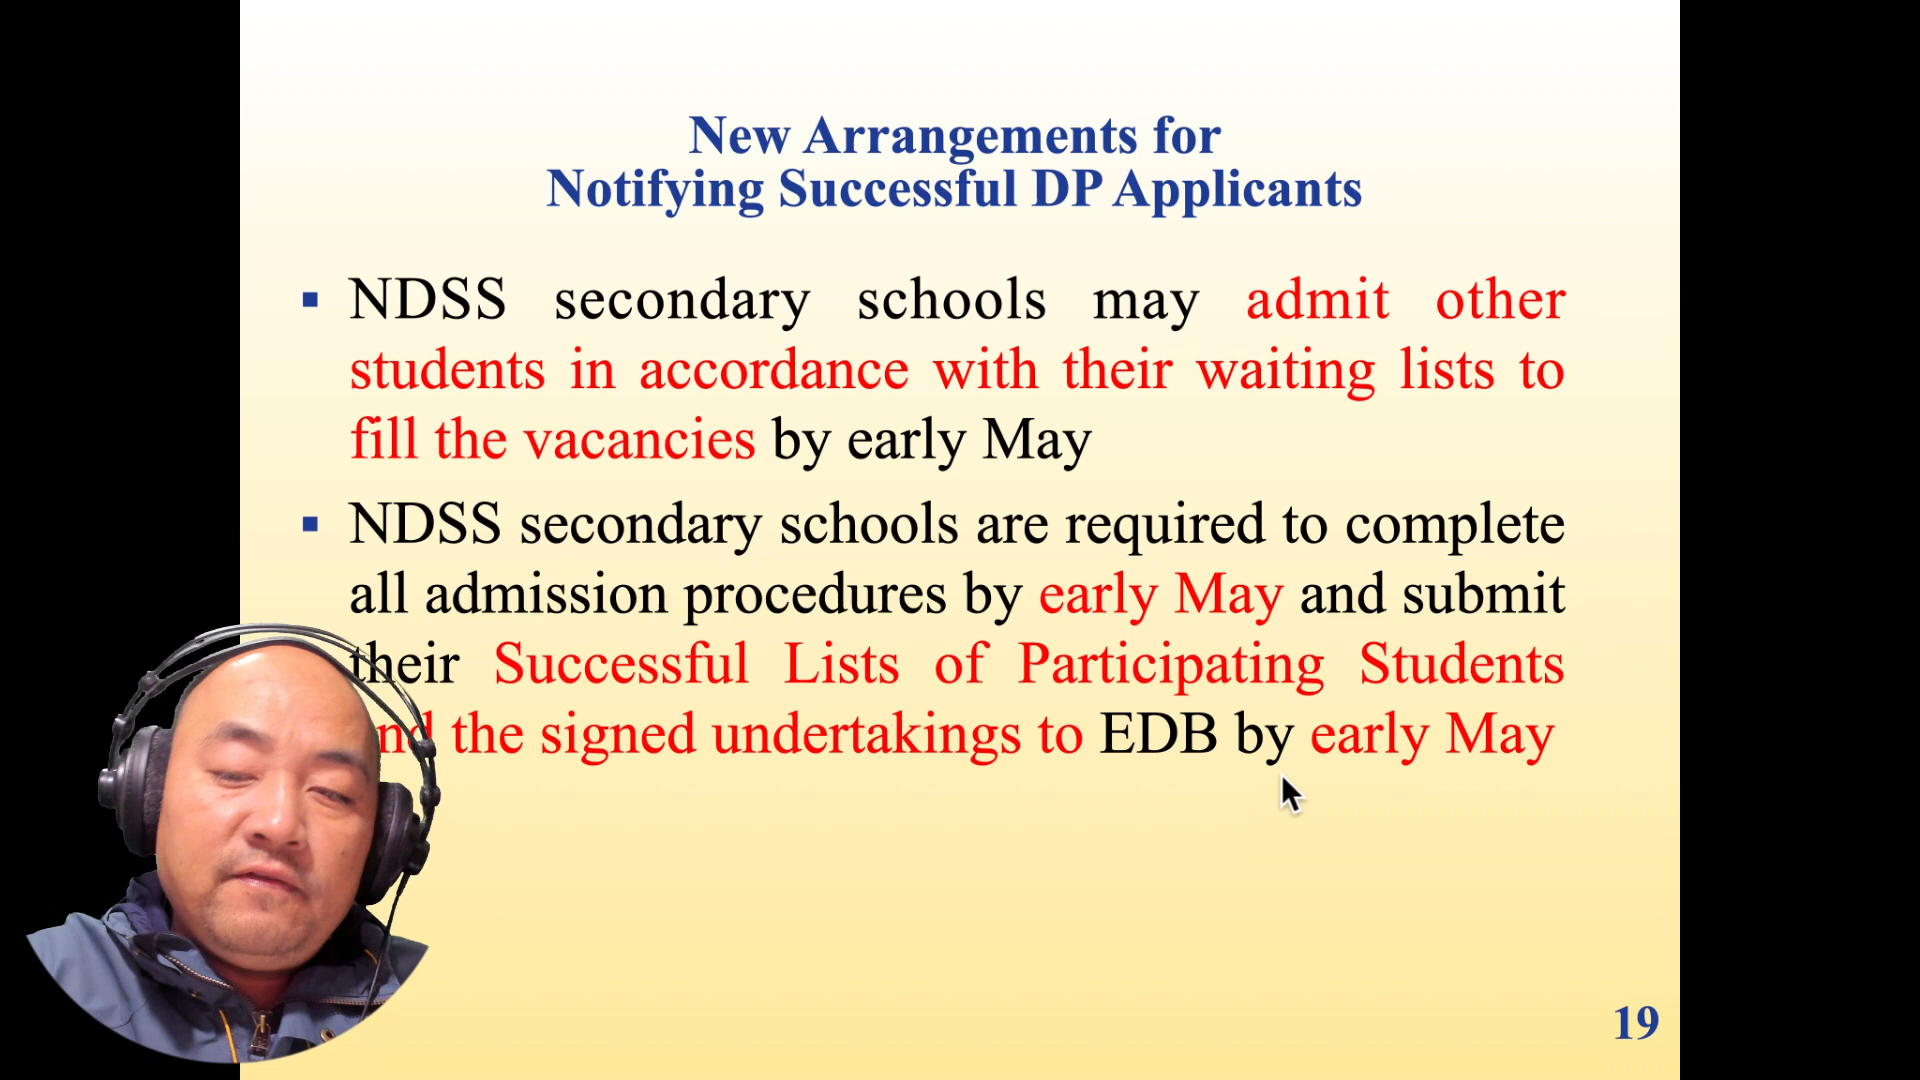 New Arrangements for
Notifying Successful DP Applicants
▪ NDSS secondary schools may admit other
students in accordance with their waiting lists to
fill the vacancies by early May
▪ NDSS secondary schools are required to complete
all admission procedures by early May and submit
their Successful Lists of Participating Students
and the signed undertakings to EDB by early May
19